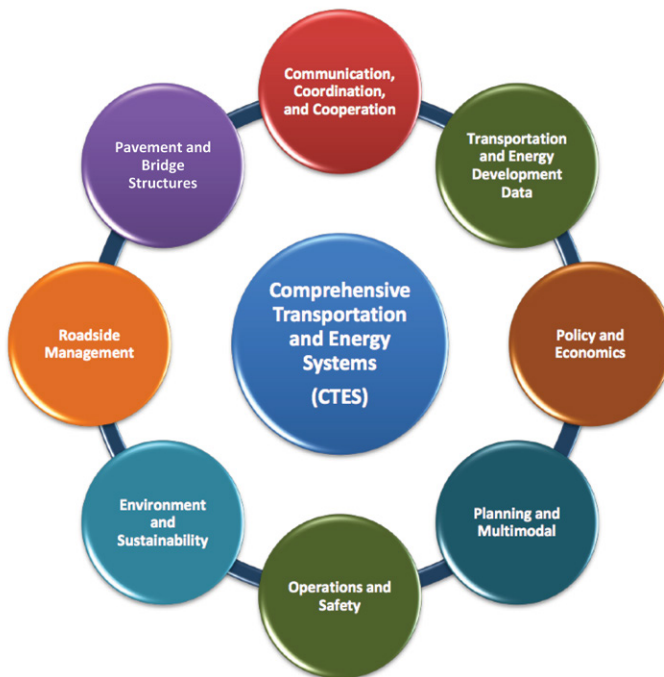 Communication,
Coordination,
and Cooperation
Transportation
and Energy
Development
Data
Policy and
Economics
Planning and
Multimodal
Operations and
Safety
Environment
and
Sustainability
Roadside
Management
Pavement and
Bridge
Structures
Comprehensive
Transportation
and Energy
Systems
(CTES)